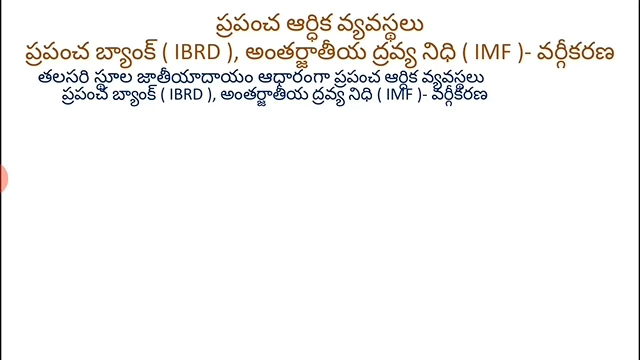 ప్రపంచ ఆర్ధిక వ్యవస్థలు
ప్రపంచ బ్యాంక్ ( IBRD ), అంతర్జాతీయ ద్రవ్య నిధి ( IMF )- వర్గీకరణ
తలసరి స్థూల జాతీయాదాయం ఆధారంగా ప్రపంచ ఆర్ధిక వ్యవస్థలు
ప్రపంచ బ్యాంక్ ( IBRD ), అంతర్జాతీయ ద్రవ్య నిధి ( IMF )- వర్గీకరణ